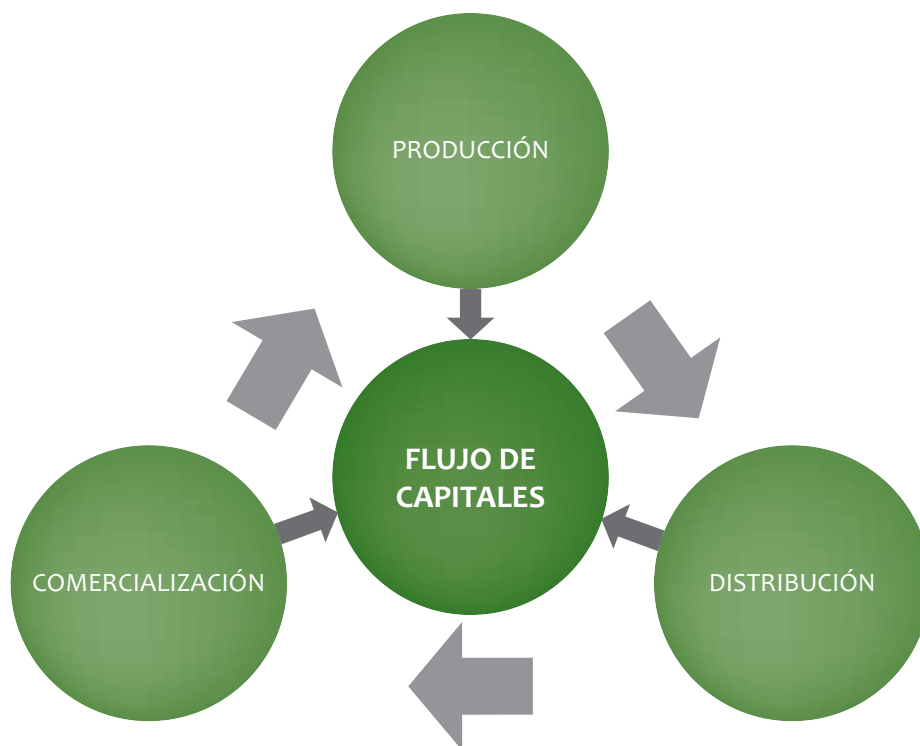 PRODUCCIÓN
FLUJO DE
CAPITALES
COMERCIALIZACIÓN
DISTRIBUCIÓN